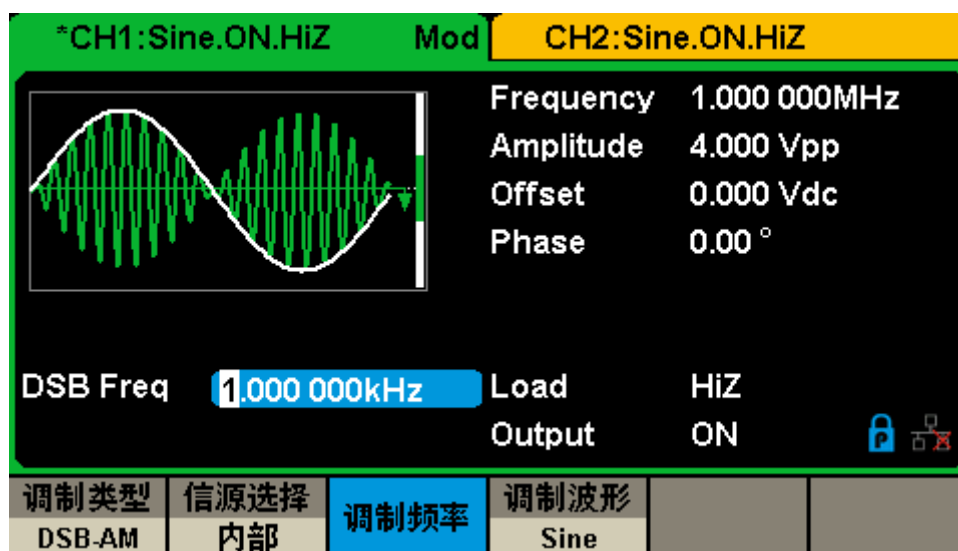 *CH1:Sine.ON.HiZ Mod CH2:Sine.ON.HiZ
Frequency 1.000 000MHz
Amplitude 4.000 Vpp
Offset 0.000 Vdc
Phase 0.00 °
DSB Freq 1.000 000kHz Load HiZ
Output ON
调制类型 信源选择 调制频率 调制波形
DSB-AM 内部 Sine